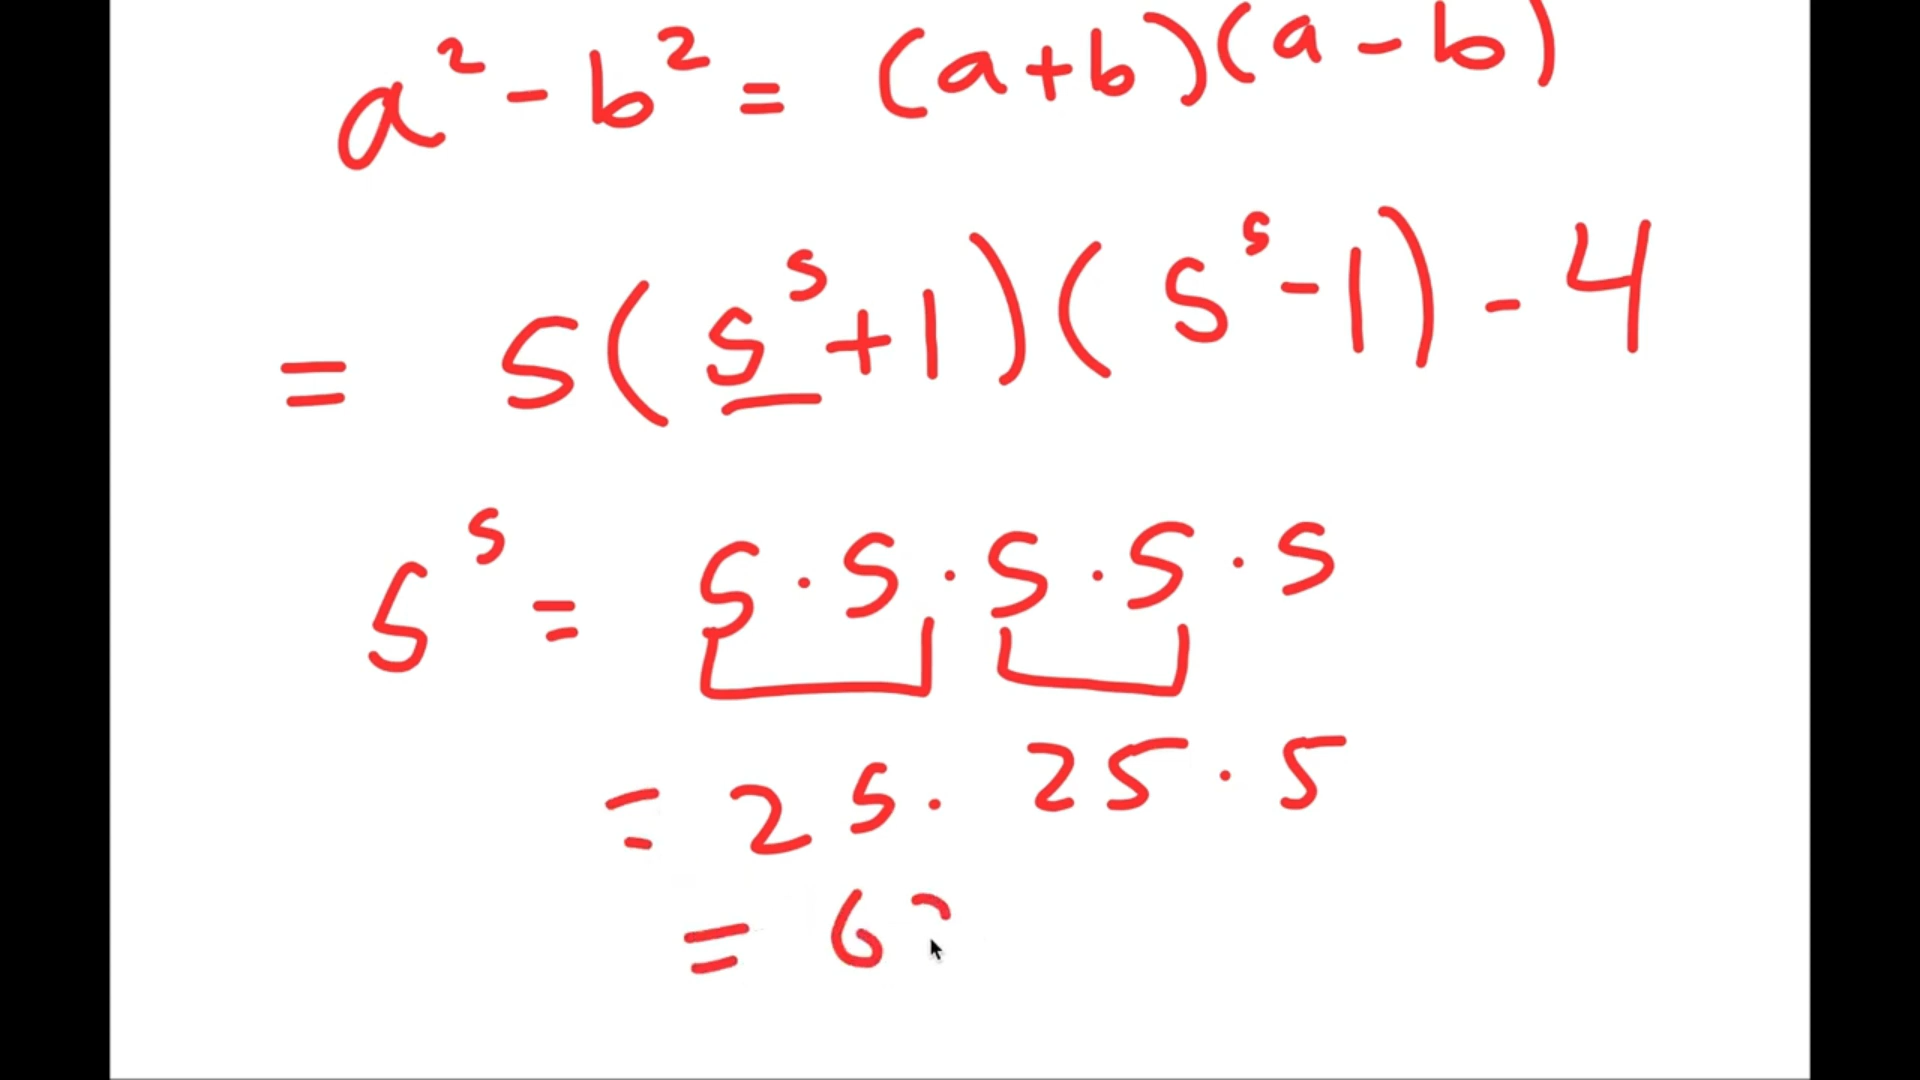 a² - b² = (a+b)(a-b)
= 5(5⁵+1)(5⁵-1) - 4
5⁵ = 5·5·5·5·5
= 25·25·5
= 6